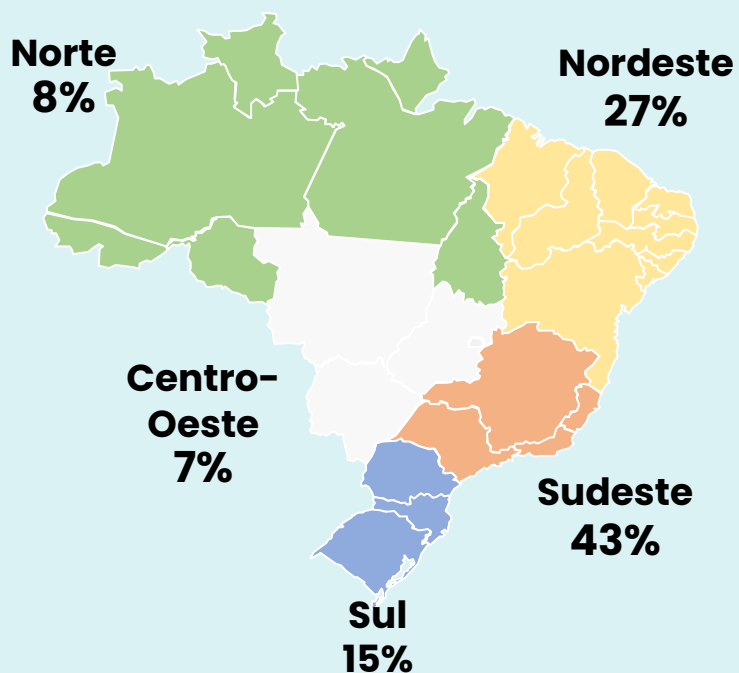 Norte
8%
Nordeste
27%
Centro-
Oeste
7%
Sudeste
43%
Sul
15%